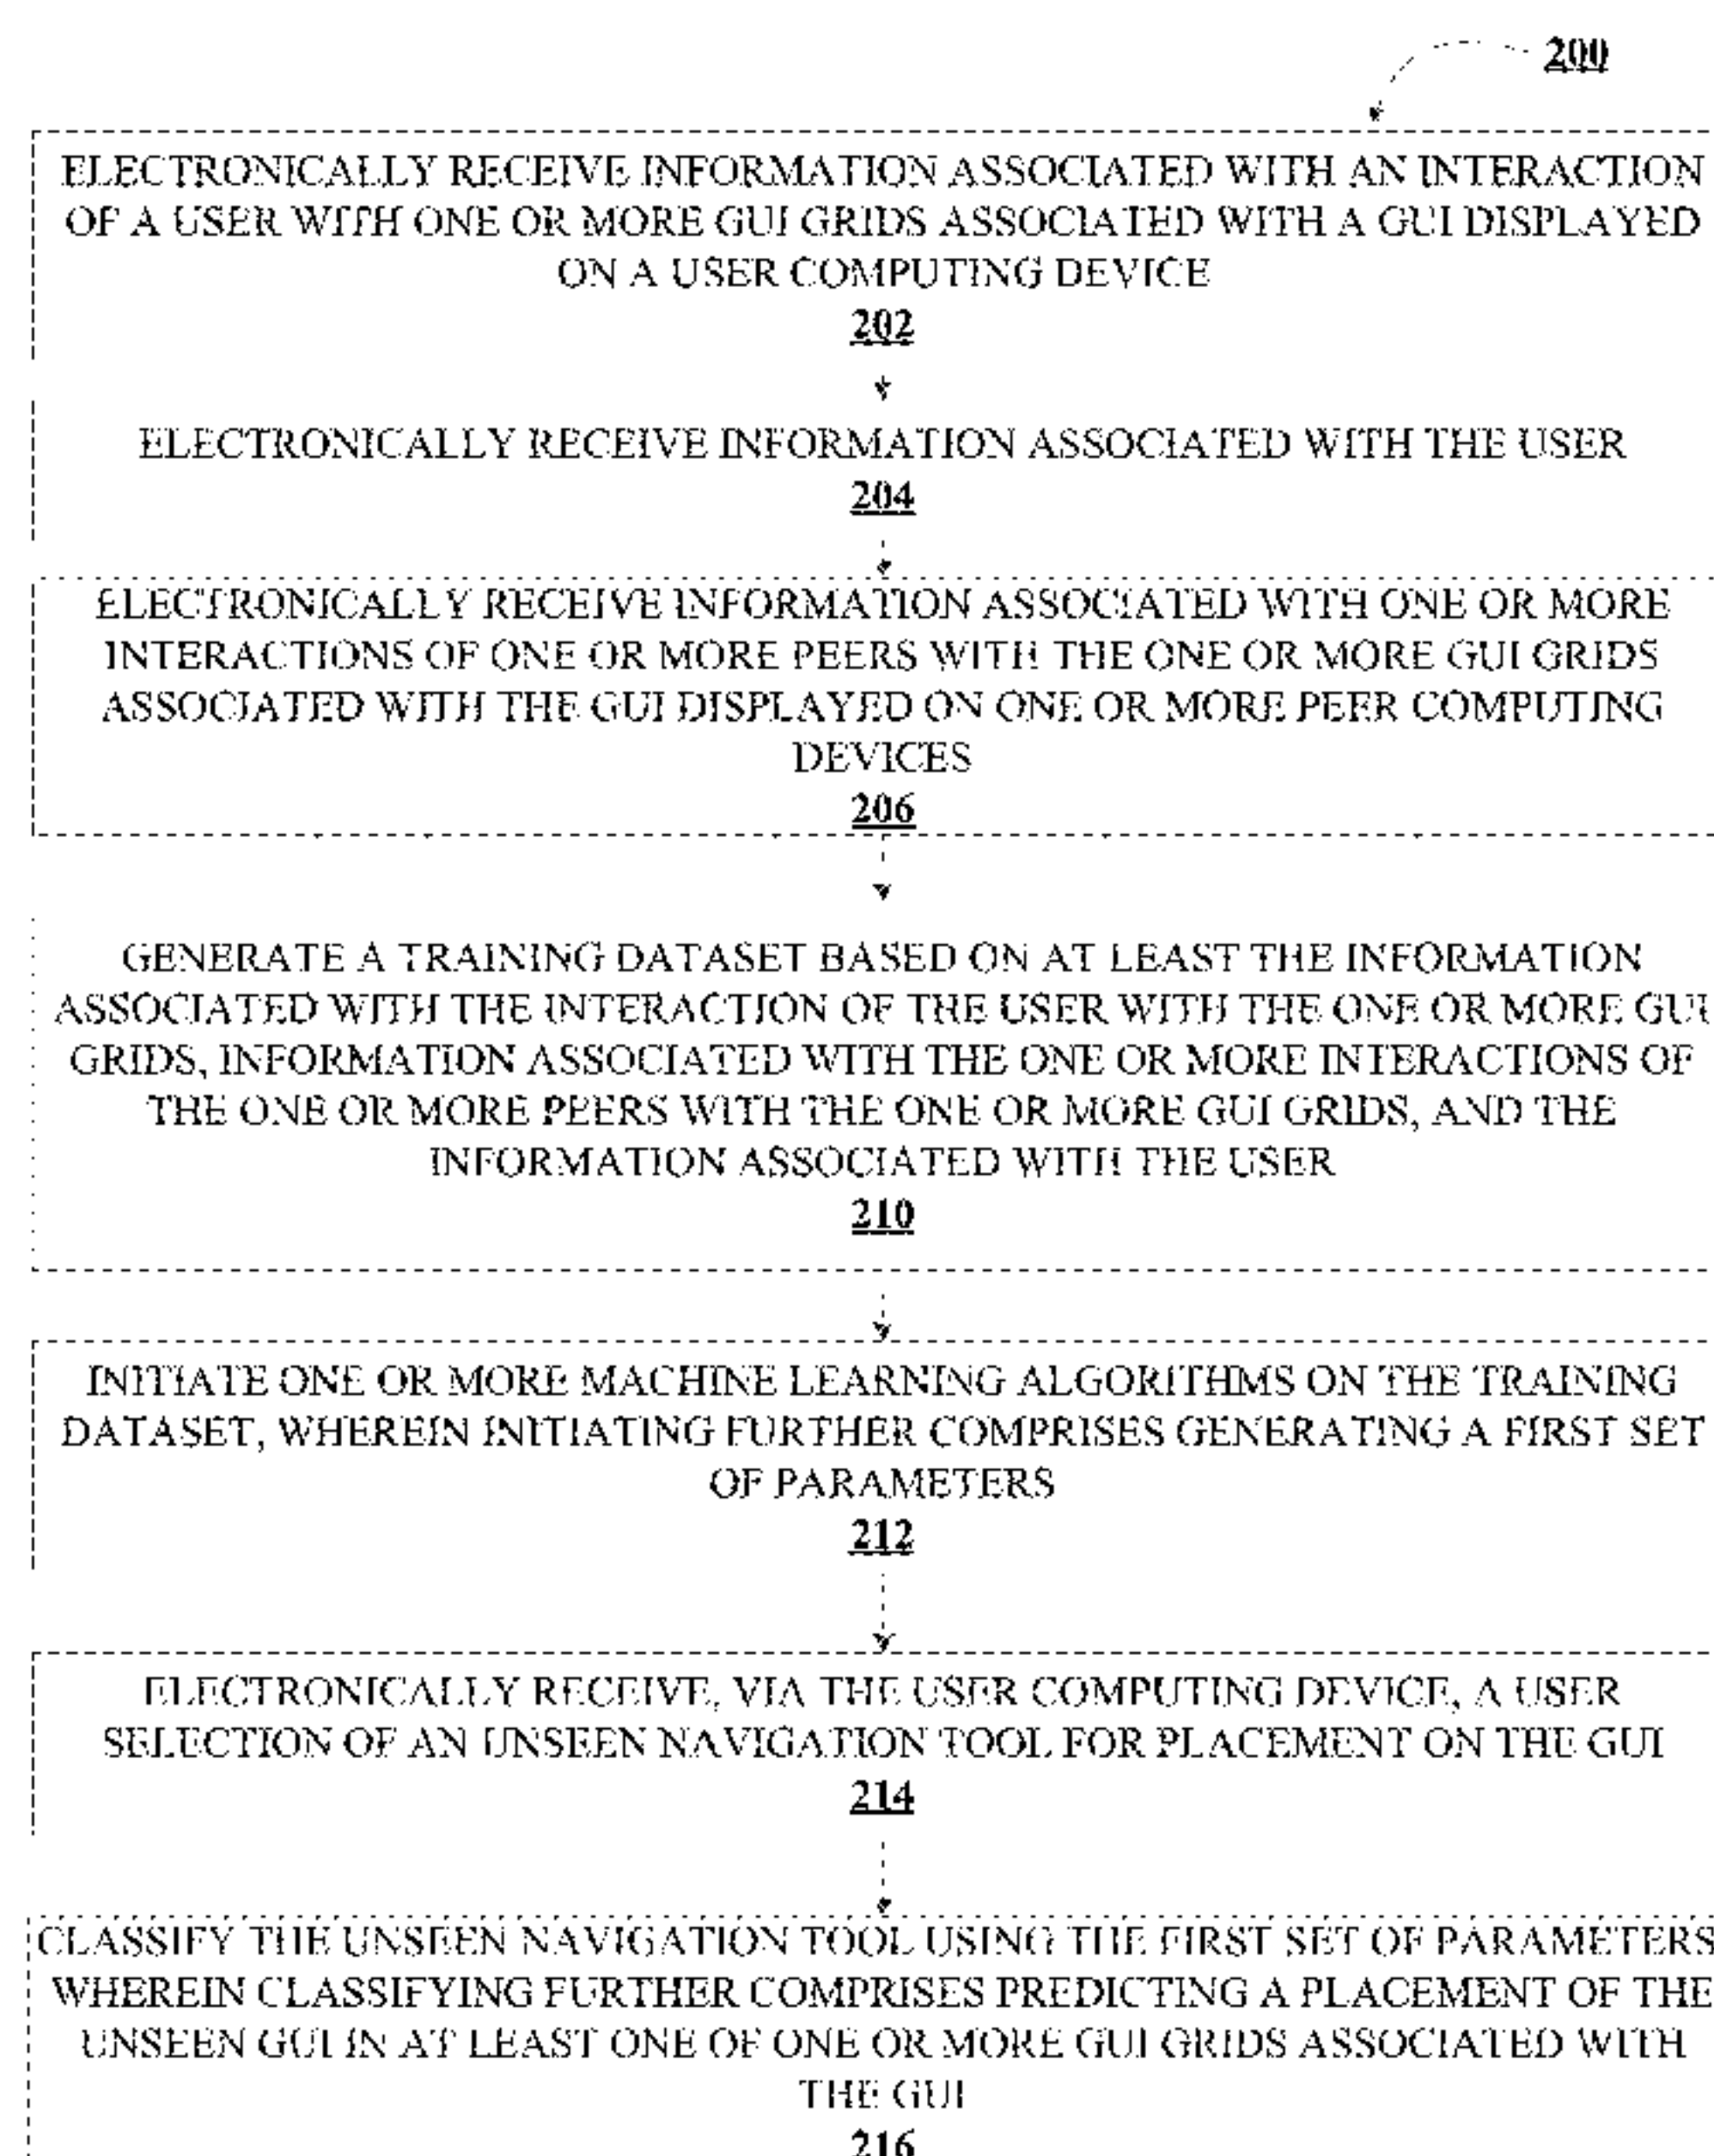 200
ELECTRONICALLY RECEIVE INFORMATION ASSOCIATED WITH AN INTERACTION
OF A USER WITH ONE OR MORE GUI GRIDS ASSOCIATED WITH A GUI DISPLAYED
ON A USER COMPUTING DEVICE
202
ELECTRONICALLY RECEIVE INFORMATION ASSOCIATED WITH THE USER
204
ELECTRONICALLY RECEIVE INFORMATION ASSOCIATED WITH ONE OR MORE
INTERACTIONS OF ONE OR MORE PEERS WITH THE ONE OR MORE GUI GRIDS
ASSOCIATED WITH THE GUI DISPLAYED ON ONE OR MORE PEER COMPUTING
DEVICES
206
GENERATE A TRAINING DATASET BASED ON AT LEAST THE INFORMATION
ASSOCIATED WITH THE INTERACTION OF THE USER WITH THE ONE OR MORE GUI
GRIDS, INFORMATION ASSOCIATED WITH THE ONE OR MORE INTERACTIONS OF
THE ONE OR MORE PEERS WITH THE ONE OR MORE GUI GRIDS, AND THE
INFORMATION ASSOCIATED WITH THE USER
210
INITIATE ONE OR MORE MACHINE LEARNING ALGORITHMS ON THE TRAINING
DATASET, WHEREIN INITIATING FURTHER COMPRISES GENERATING A FIRST SET
OF PARAMETERS
212
ELECTRONICALLY RECEIVE, VIA THE USER COMPUTING DEVICE, A USER
SELECTION OF AN UNSEEN NAVIGATION TOOL FOR PLACEMENT ON THE GUI
214
CLASSIFY THE UNSEEN NAVIGATION TOOL USING THE FIRST SET OF PARAMETERS
WHEREIN CLASSIFYING FURTHER COMPRISES PREDICTING A PLACEMENT OF THE
UNSEEN GUI IN AT LEAST ONE OF ONE OR MORE GUI GRIDS ASSOCIATED WITH
THE GUI
216